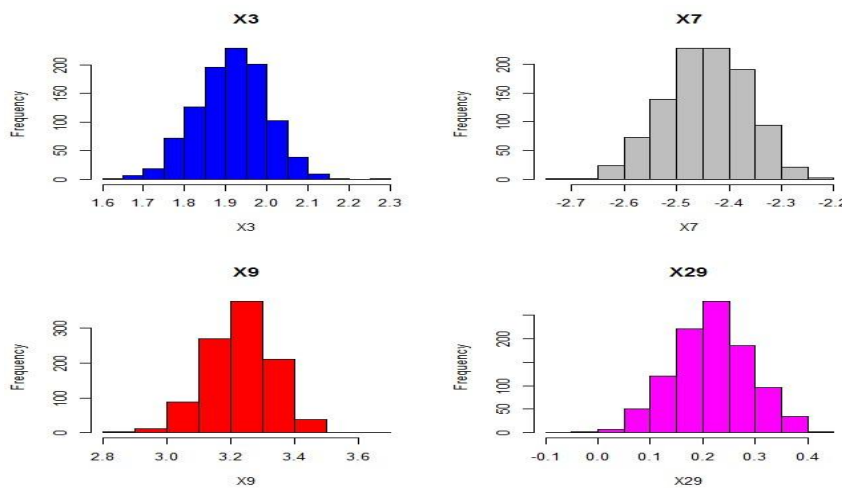 X3
Frequency
0 50 100 150 200
1.6 1.7 1.8 1.9 2.0 2.1 2.2 2.3
X3
X7
Frequency
0 50 100 150 200
-2.7 -2.6 -2.5 -2.4 -2.3 -2.2
X7
X9
Frequency
0 100 200 300
2.8 3.0 3.2 3.4 3.6
X9
X29
Frequency
0 50 100 200
-0.1 0.0 0.1 0.2 0.3 0.4
X29